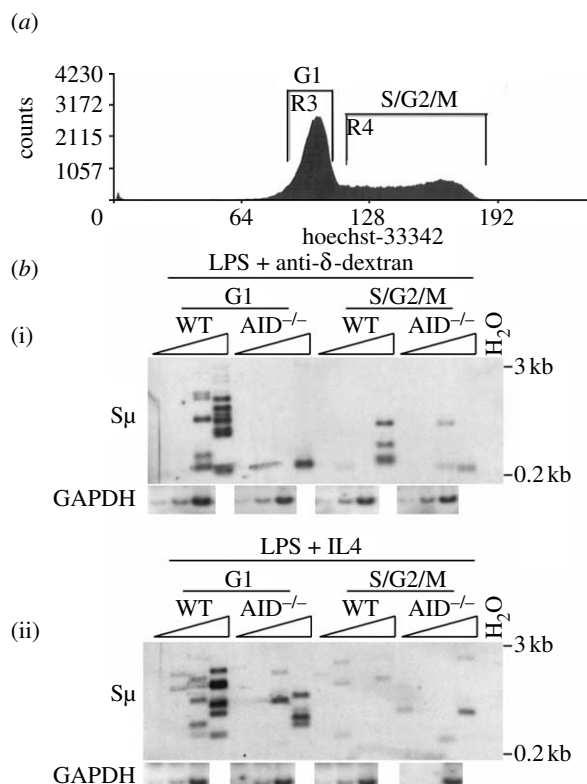 (a)
4230
3172
2115
1057
0
counts
G1
R3
S/G2/M
R4
64
128
192
hoechst-33342
(b)
LPS + anti-δ-dextran
G1
S/G2/M
(i)
WT
AID−/−
WT
AID−/−
H2O
3 kb
Sμ
0.2 kb
GAPDH
LPS + IL4
G1
S/G2/M
(ii)
WT
AID−/−
WT
AID−/−
H2O
3 kb
Sμ
0.2 kb
GAPDH